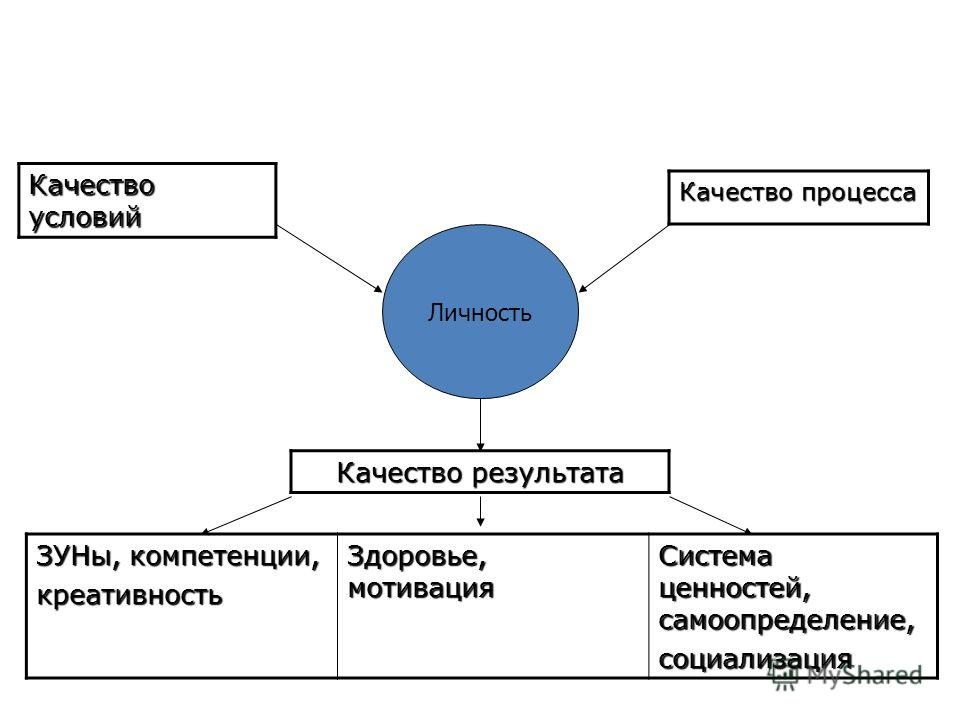 Качество
условий
Качество процесса
Личность
Качество результата
ЗУНы, компетенции,
креативность
Здоровье,
мотивация
Система
ценностей,
самоопределение,
социализация
MyShared